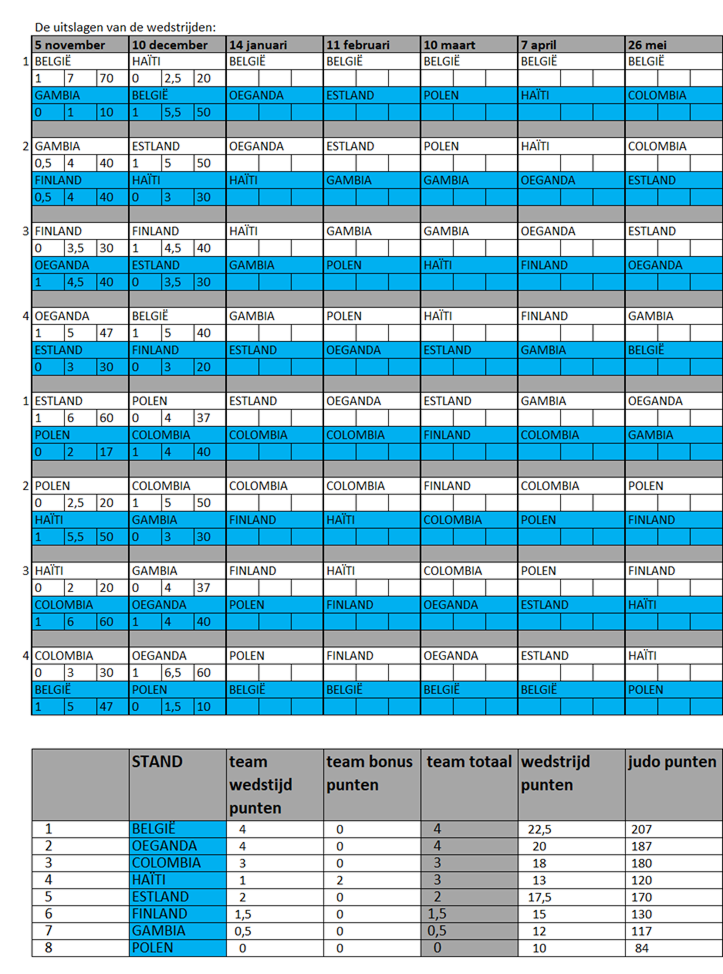 De uitslagen van de wedstrijden:
5 november 10 december 14 januari 11 februari 10 maart 7 april 26 mei
1 BELGIË HAÏTI BELGIË BELGIË BELGIË BELGIË BELGIË
1 7 70 0 2,5 20
GAMBIA BELGIË OEGANDA ESTLAND POLEN HAÏTI COLOMBIA
0 1 10 1 5,5 50
2 GAMBIA ESTLAND OEGANDA ESTLAND POLEN HAÏTI COLOMBIA
0,5 4 40 1 5 50
FINLAND HAÏTI HAÏTI GAMBIA GAMBIA OEGANDA ESTLAND
0,5 4 40 0 3 30
3 FINLAND FINLAND HAÏTI GAMBIA GAMBIA OEGANDA ESTLAND
0 3,5 30 1 4,5 40
OEGANDA ESTLAND GAMBIA POLEN HAÏTI FINLAND OEGANDA
1 4,5 40 0 3,5 30
4 OEGANDA BELGIË GAMBIA POLEN HAÏTI FINLAND GAMBIA
1 5 47 1 5 40
ESTLAND FINLAND ESTLAND OEGANDA ESTLAND GAMBIA BELGIË
0 3 30 0 3 20
1 ESTLAND POLEN ESTLAND OEGANDA ESTLAND GAMBIA OEGANDA
1 6 60 0 4 37
POLEN COLOMBIA COLOMBIA COLOMBIA FINLAND COLOMBIA GAMBIA
0 2 17 1 4 40
2 POLEN COLOMBIA COLOMBIA COLOMBIA FINLAND COLOMBIA POLEN
0 2,5 20 1 5 50
HAÏTI GAMBIA FINLAND HAÏTI COLOMBIA POLEN FINLAND
1 5,5 50 0 3 30
3 HAÏTI GAMBIA FINLAND HAÏTI COLOMBIA POLEN FINLAND
0 2 20 0 4 37
COLOMBIA OEGANDA POLEN FINLAND OEGANDA ESTLAND HAÏTI
1 6 60 1 4 40
4 COLOMBIA OEGANDA POLEN FINLAND OEGANDA ESTLAND HAÏTI
0 3 30 1 6,5 60
BELGIË POLEN BELGIË BELGIË BELGIË BELGIË POLEN
1 5 47 0 1,5 10
STAND team team bonus team totaal wedstrijd judo punten
wedstijd punten punten
punten
1 BELGIË 4 0 4 22,5 207
2 OEGANDA 4 0 4 20 187
3 COLOMBIA 3 0 3 18 180
4 HAÏTI 1 2 3 13 120
5 ESTLAND 2 0 2 17,5 170
6 FINLAND 1,5 0 1,5 15 130
7 GAMBIA 0,5 0 0,5 12 117
8 POLEN 0 0 0 10 84